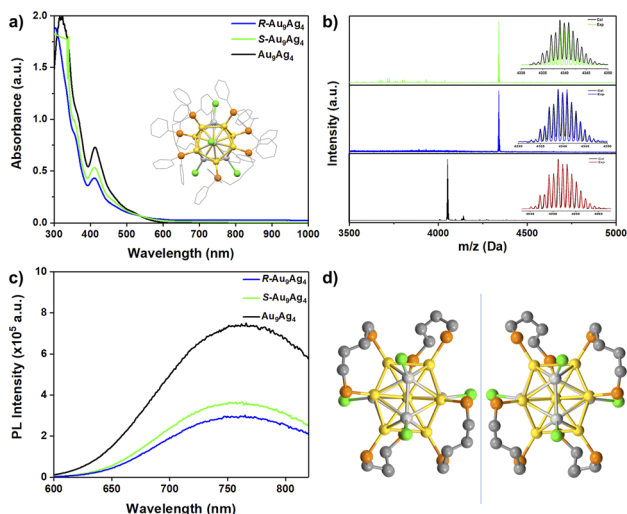 a)
R-Au9Ag4
S-Au9Ag4
Au9Ag4
Absorbance (a.u.)
2.0
1.5
1.0
0.5
0.0
300 400 500 600 700 800 900 1000
Wavelength (nm)
b)
Cal
Exp
Cal
Exp
Intensity (a.u.)
3500 4000 4500 5000
m/z (Da)
c)
R-Au9Ag4
S-Au9Ag4
Au9Ag4
PL Intensity (x10⁵ a.u.)
10
8
6
4
2
0
600 650 700 750 800
Wavelength (nm)
d)